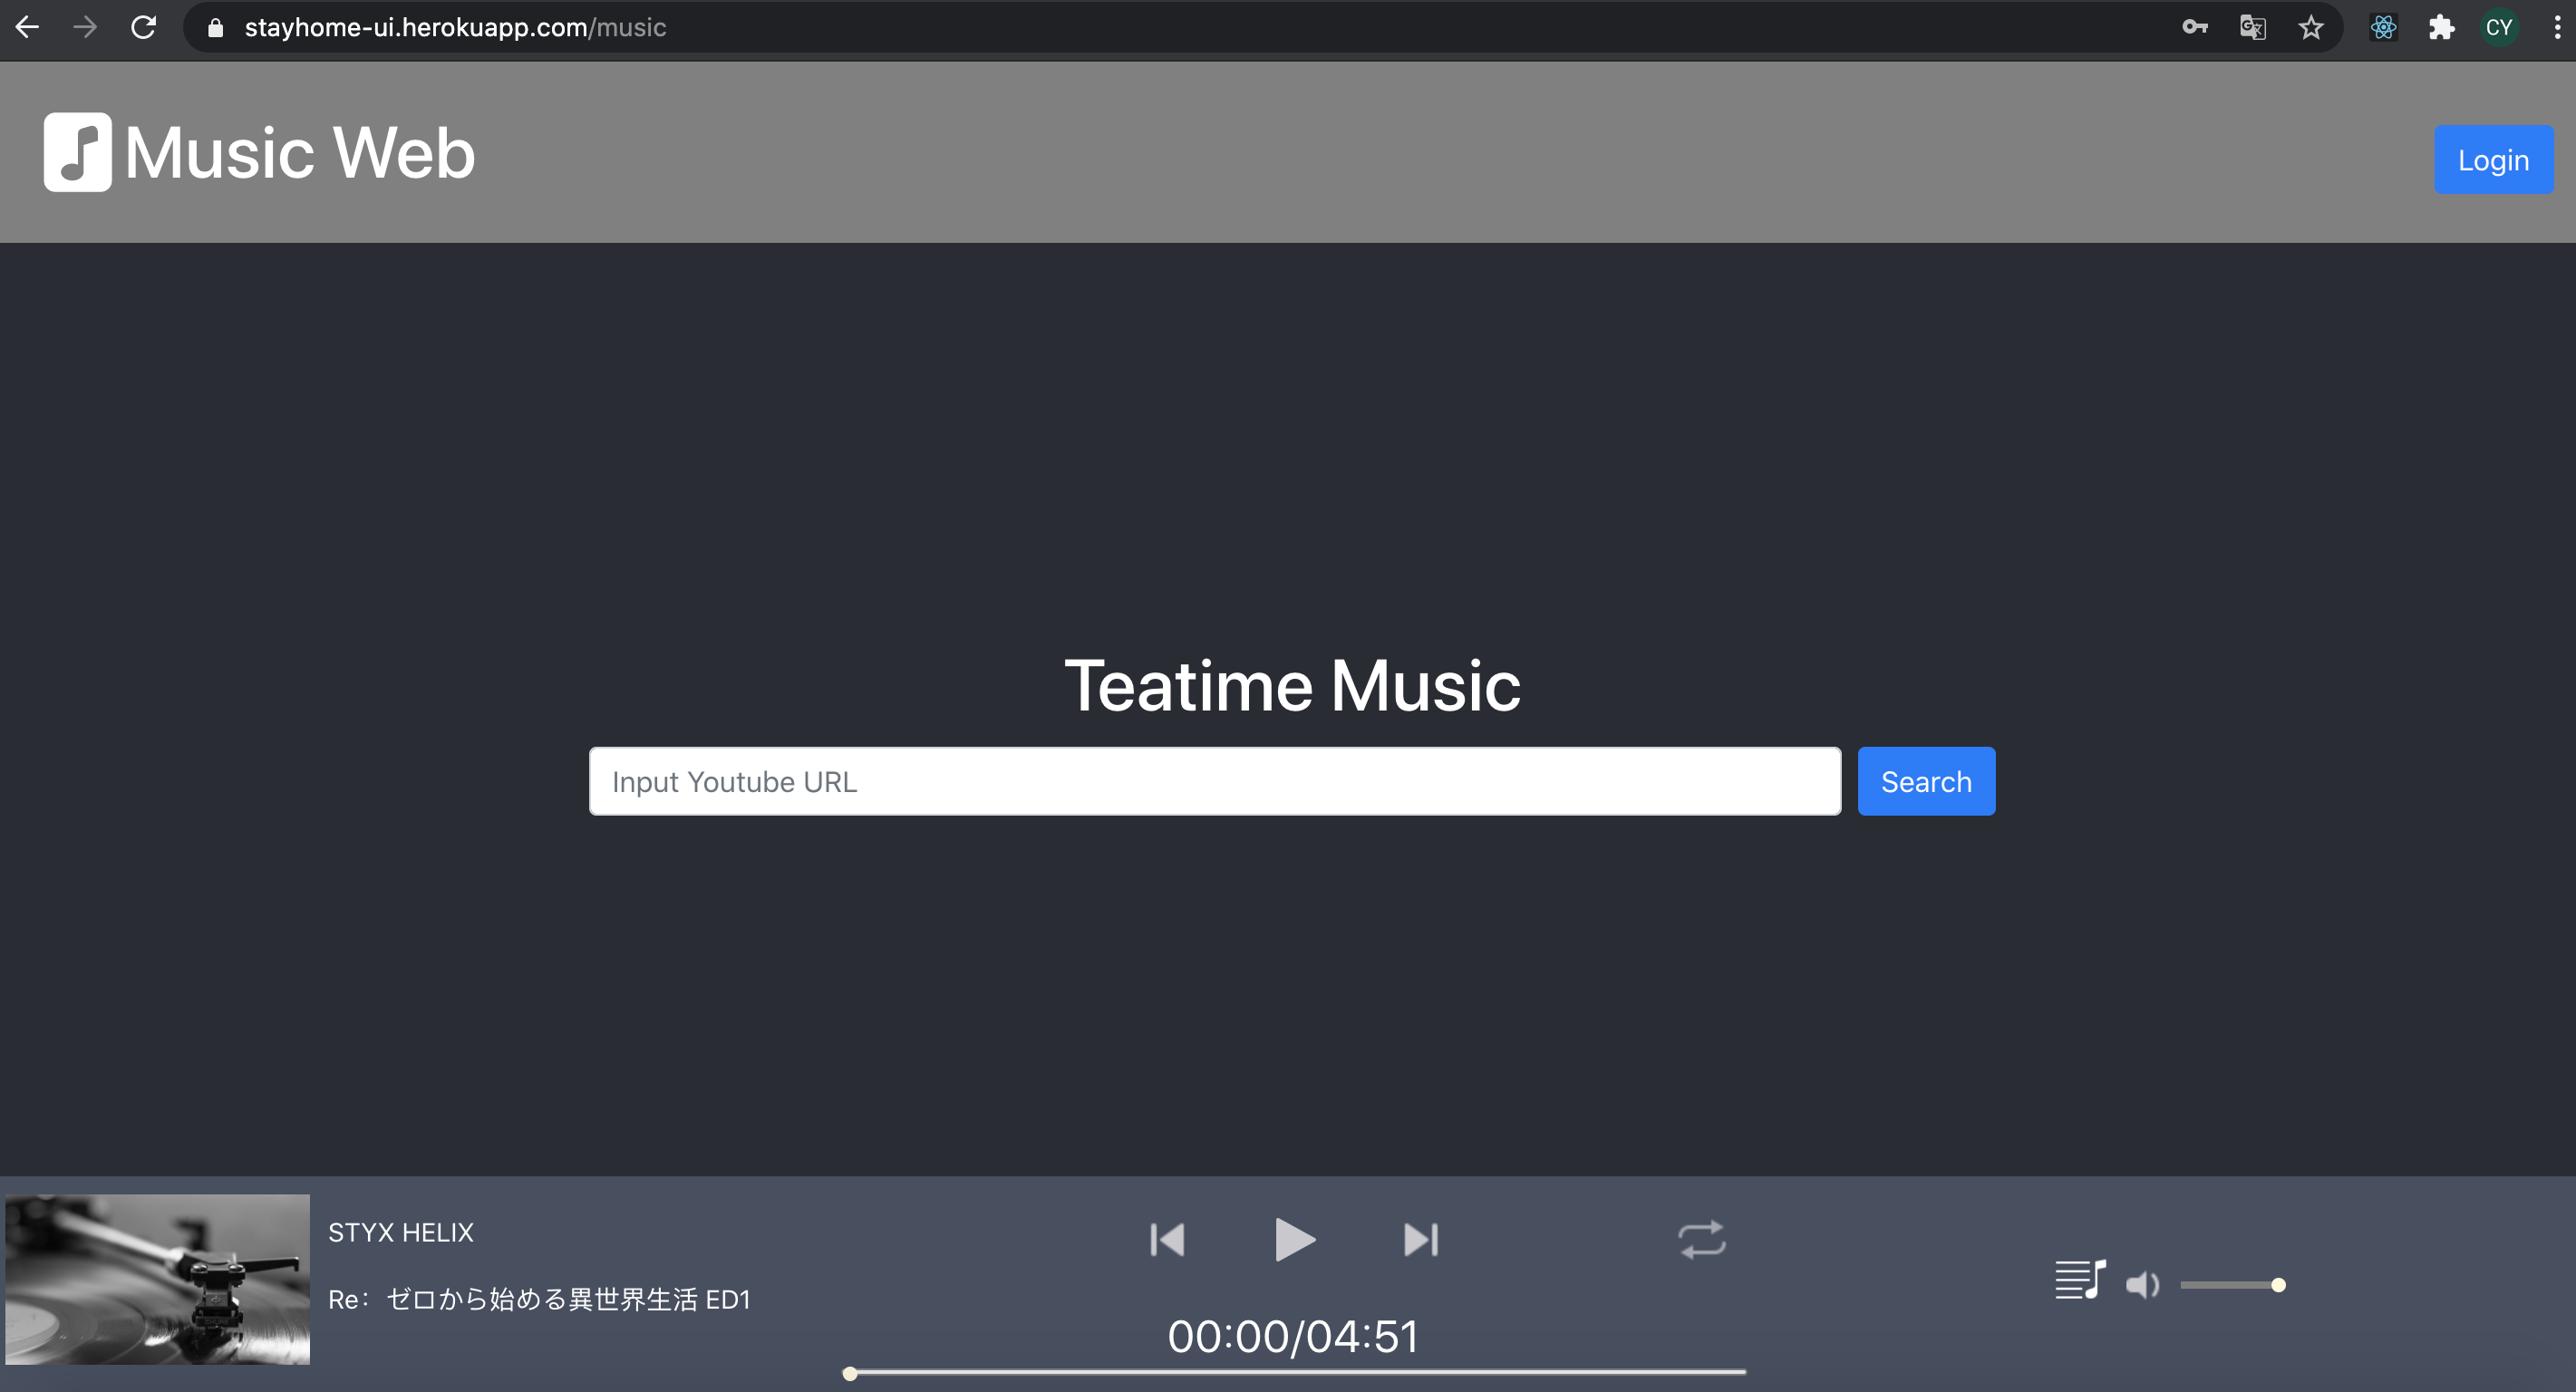 stayhome-ui.herokuapp.com/music
CY
Music Web
Login
Teatime Music
Input Youtube URL
Search
STYX HELIX
Re：ゼロから始める異世界生活 ED1
00:00/04:51